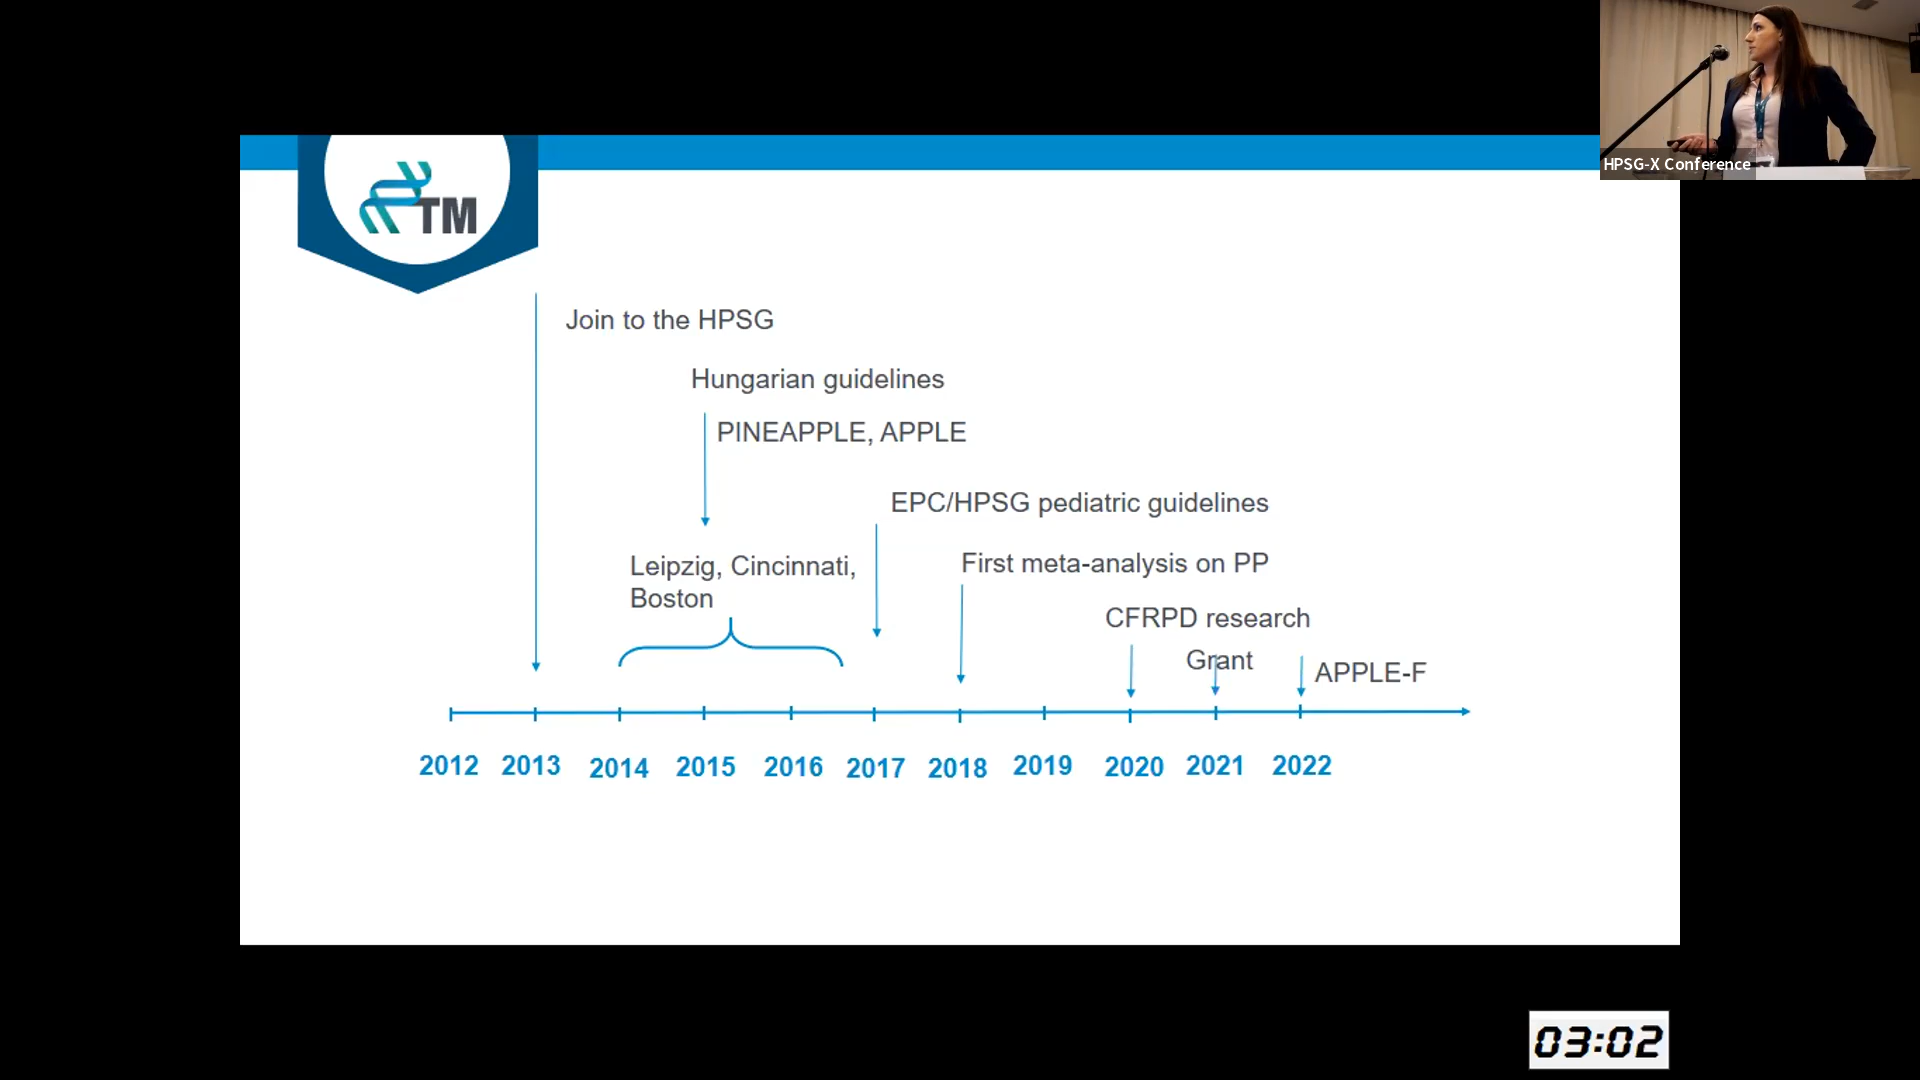 HPSG-X Conference
TM
Join to the HPSG
Hungarian guidelines
PINEAPPLE, APPLE
EPC/HPSG pediatric guidelines
Leipzig, Cincinnati,
Boston
First meta-analysis on PP
CFRPD research
Grant
APPLE-F
2012 2013 2014 2015 2016 2017 2018 2019 2020 2021 2022
03:02